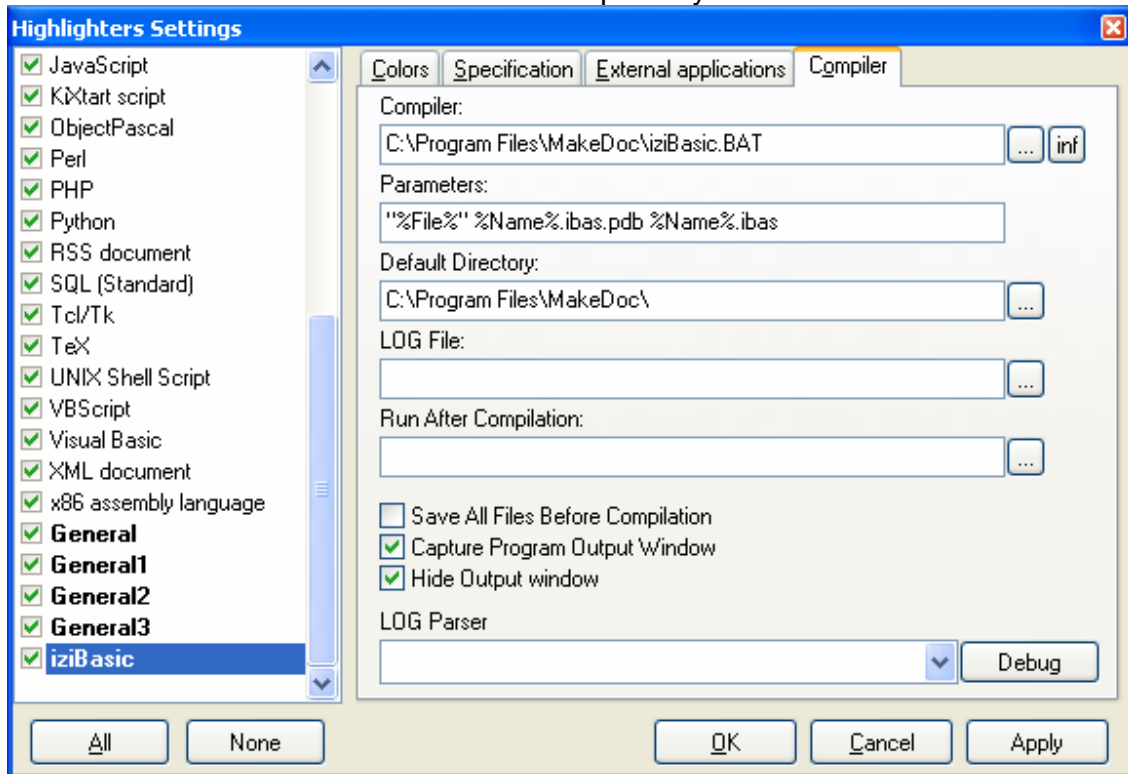 Highlighters Settings
JavaScript
KiXtart script
ObjectPascal
Perl
PHP
Python
RSS document
SQL (Standard)
Tcl/Tk
TeX
UNIX Shell Script
VBScript
Visual Basic
XML document
x86 assembly language
General
General1
General2
General3
iziBasic
All
None
Colors
Specification
External applications
Compiler
Compiler:
C:\Program Files\MakeDoc\iziBasic.BAT
...
inf
Parameters:
"%File%" %Name%.ibas.pdb %Name%.ibas
Default Directory:
C:\Program Files\MakeDoc\
...
LOG File:
...
Run After Compilation:
...
Save All Files Before Compilation
Capture Program Output Window
Hide Output window
LOG Parser
Debug
OK
Cancel
Apply